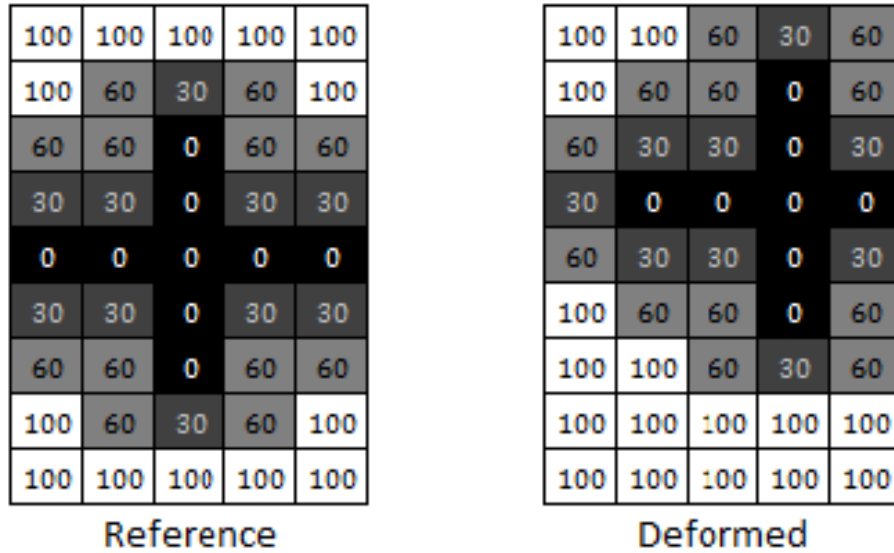 100 100 100 100 100 100 100 60 30 60
100 60 30 60 100 100 60 60 0 60
60 60 0 60 60 60 30 30 0 30
30 30 0 30 30 30 0 0 0 0
0 0 0 0 0 60 30 30 0 30
30 30 0 30 30 100 60 60 0 60
60 60 0 60 60 100 100 60 30 60
100 60 30 60 100 100 100 100 100 100
100 100 100 100 100 100 100 100 100 100
Reference Deformed